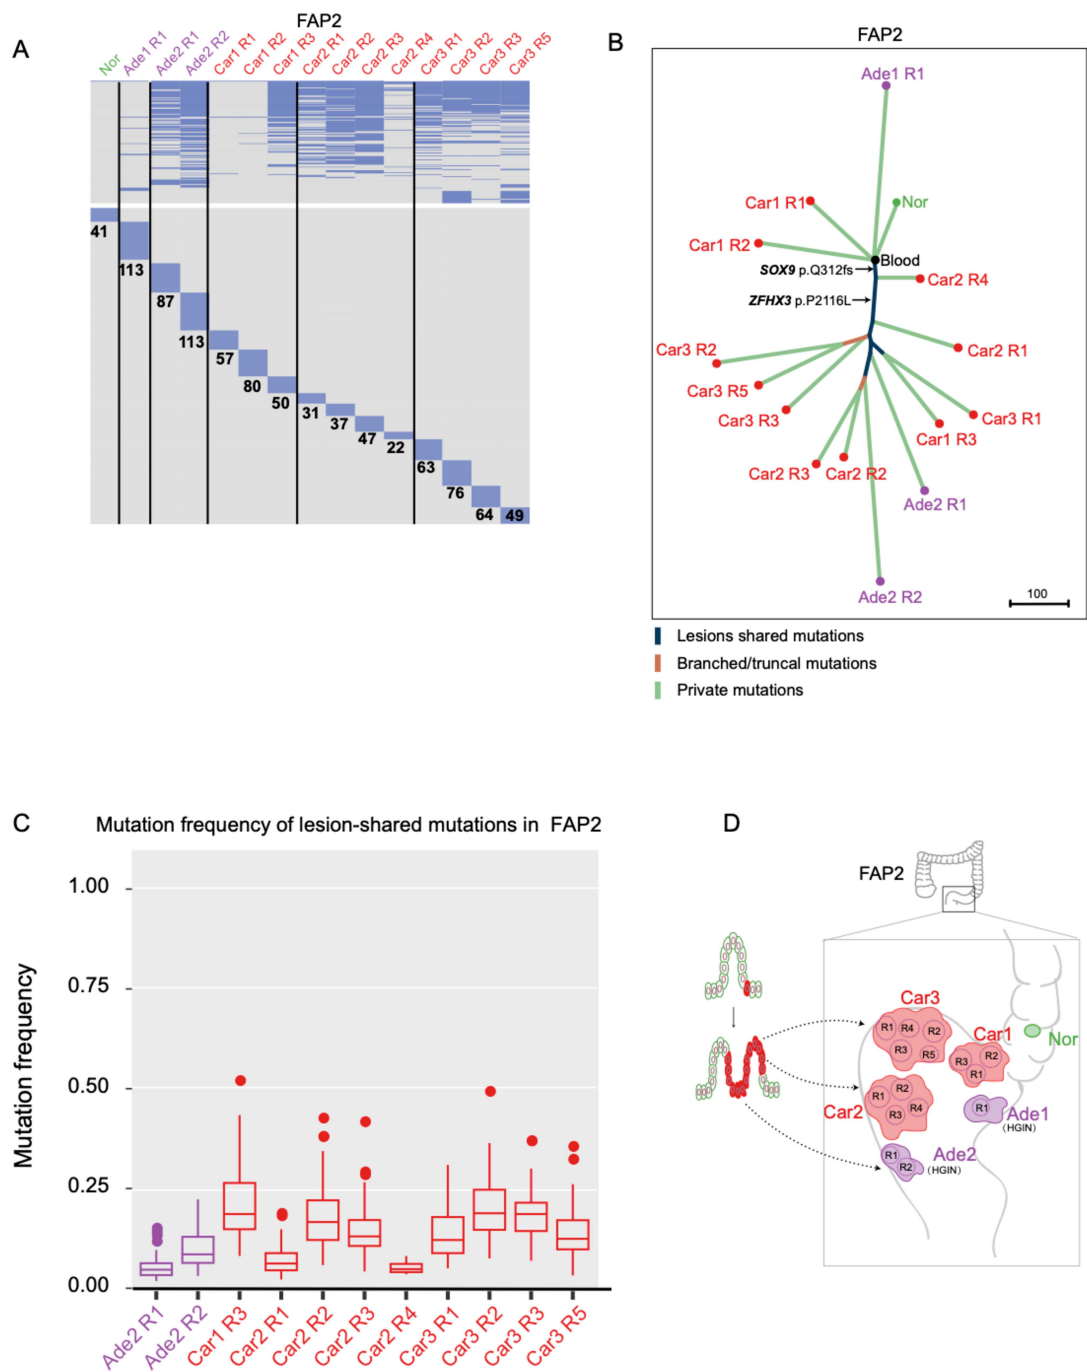 A
FAP2
Nor
Ade1 R1
Ade2 R1
Ade2 R2
Car1 R1
Car1 R2
Car1 R3
Car2 R1
Car2 R2
Car2 R3
Car2 R4
Car3 R1
Car3 R2
Car3 R3
Car3 R5
41
113
87
113
57
80
50
31
37
47
22
63
76
64
49
B
FAP2
Ade1 R1
Car1 R1
Nor
Car1 R2
Blood
SOX9 p.Q312fs
Car2 R4
ZFHX3 p.P2116L
Car3 R2
Car2 R1
Car3 R5
Car3 R3
Car3 R1
Car1 R3
Car2 R3
Car2 R2
Ade2 R1
Ade2 R2
100
Lesions shared mutations
Branched/truncal mutations
Private mutations
C
Mutation frequency of lesion-shared mutations in FAP2
Mutation frequency
1.00
0.75
0.50
0.25
0.00
Ade2 R1
Ade2 R2
Car1 R3
Car2 R1
Car2 R2
Car2 R3
Car2 R4
Car3 R1
Car3 R2
Car3 R3
Car3 R5
D
FAP2
Car3
R1 R4 R2
R3 R5
Car1
R3 R2
R1
Nor
Car2
R1 R2
R3 R4
R1
Ade1
(HGIN)
Ade2
R1
R2
(HGIN)